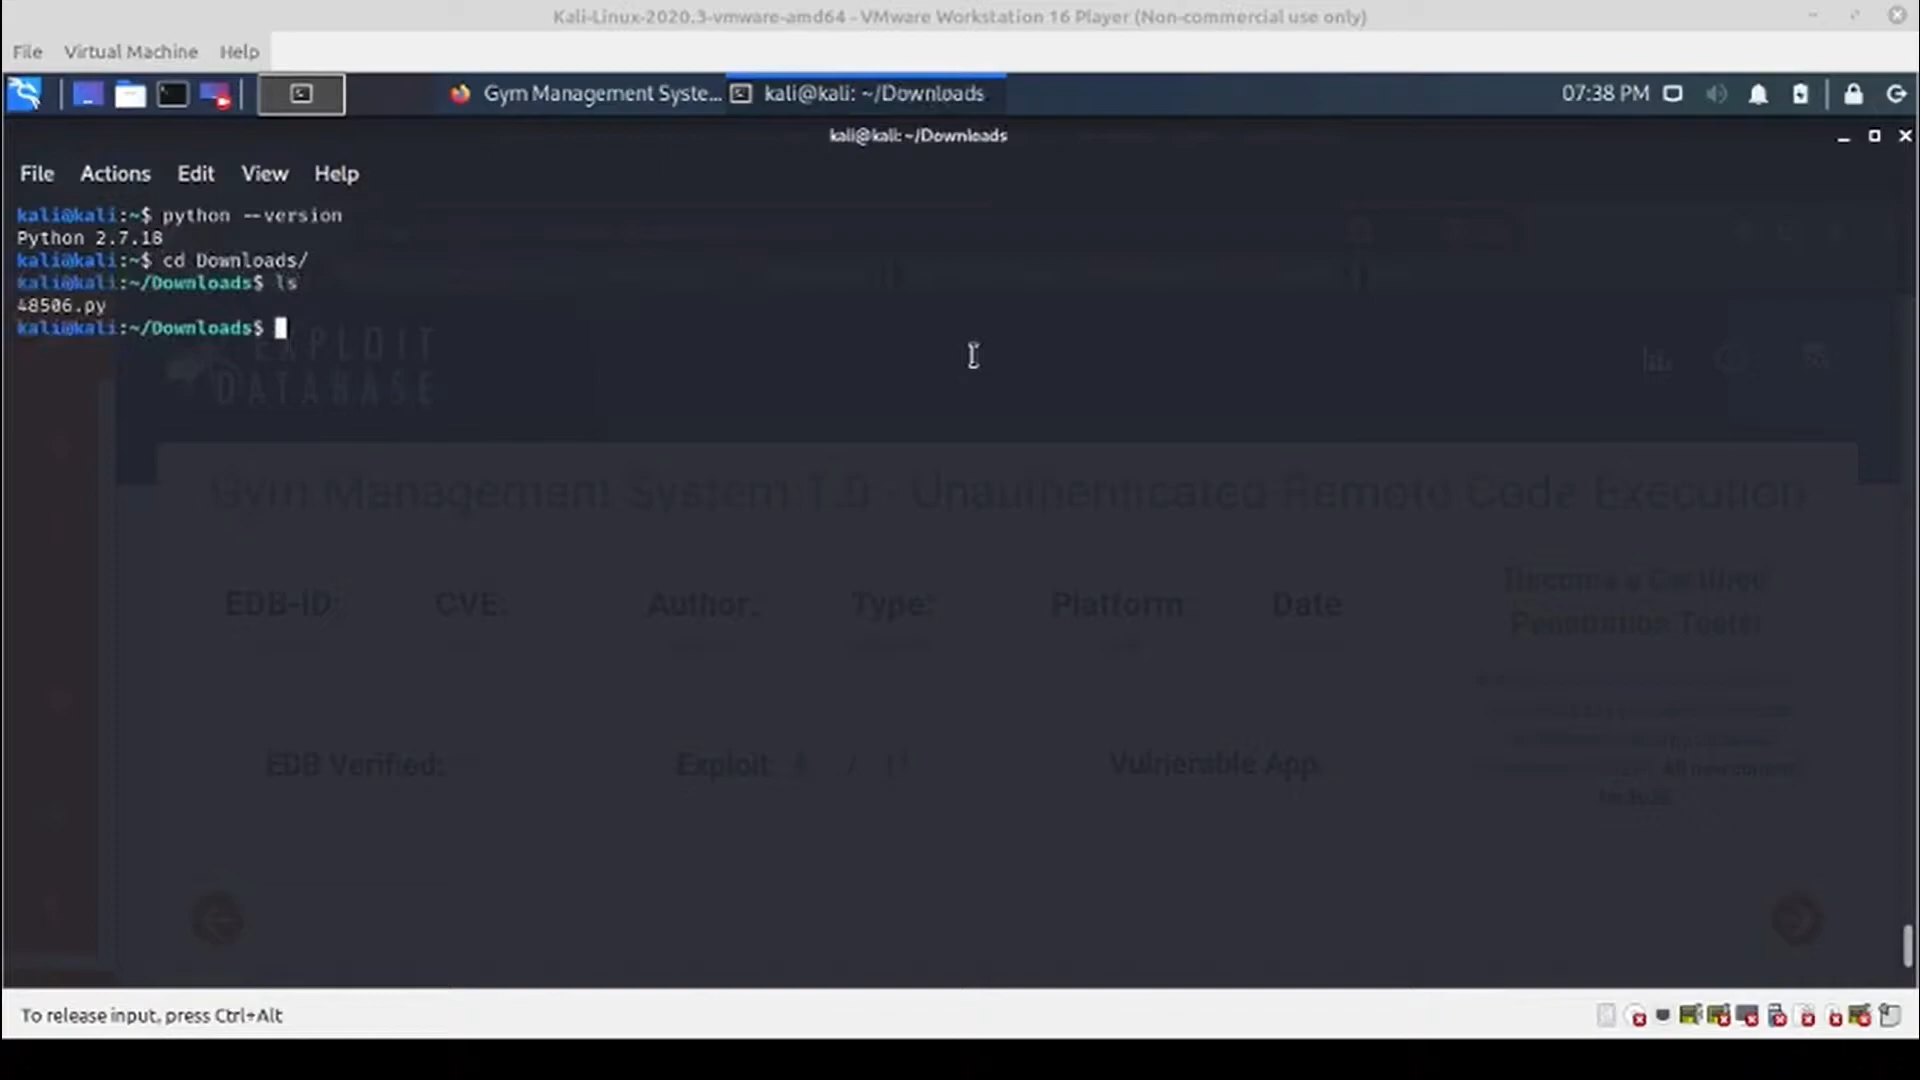 Kali-Linux-2020.3-vmware-amd64 - VMware Workstation 16 Player (Non-commercial use only)
File Virtual Machine Help
Gym Management Syste... kali@kali: ~/Downloads 07:38 PM
kali@kali: ~/Downloads
File Actions Edit View Help
kali@kali:~$ python --version
Python 2.7.18
kali@kali:~$ cd Downloads/
kali@kali:~/Downloads$ ls
48506.py
kali@kali:~/Downloads$
EXPLOIT
DATABASE
Gym Management System 1.0 - Unauthenticated Remote Code Execution
Become a Certified
EDB-ID: CVE: Author: Type: Platform Date
Penetration Tester
EDB Verified: Exploit: / Vulnerable App
To release input, press Ctrl+Alt